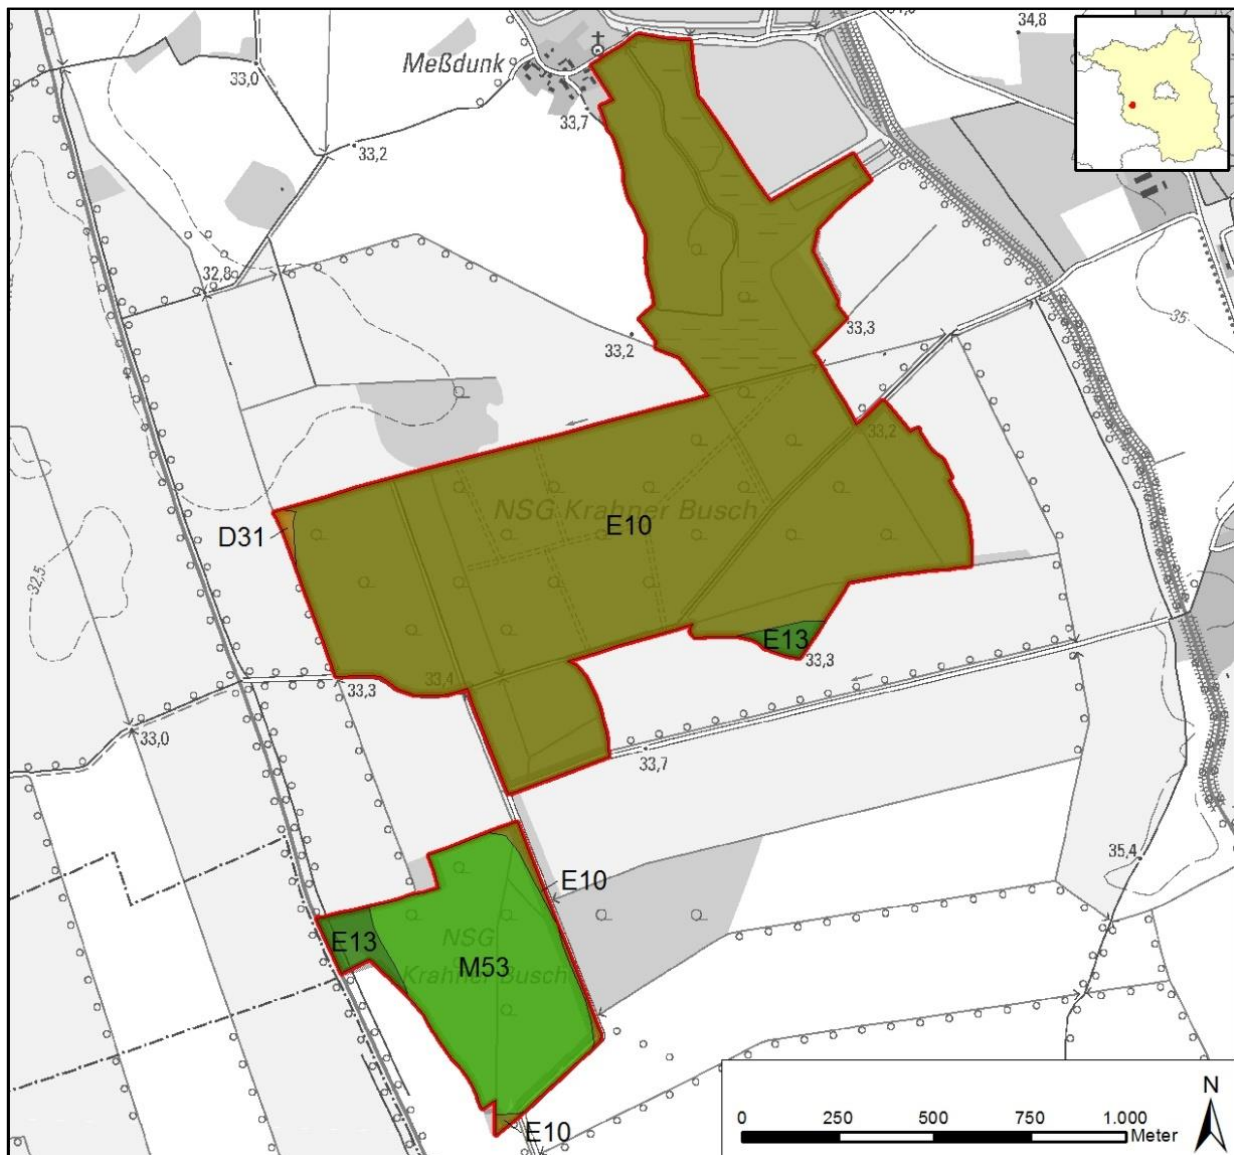 34,8
Meßdunk
33,0
33,7
33,2
32,8
33,3
35
33,2
33,2
NSG Krahner Busch
E10
D31
32,5
E13
33,3
33,3
33,4
33,0
33,7
35,4
E10
E13
NSG
Krahner Busch
M53
E10
N
0 250 500 750 1.000
Meter